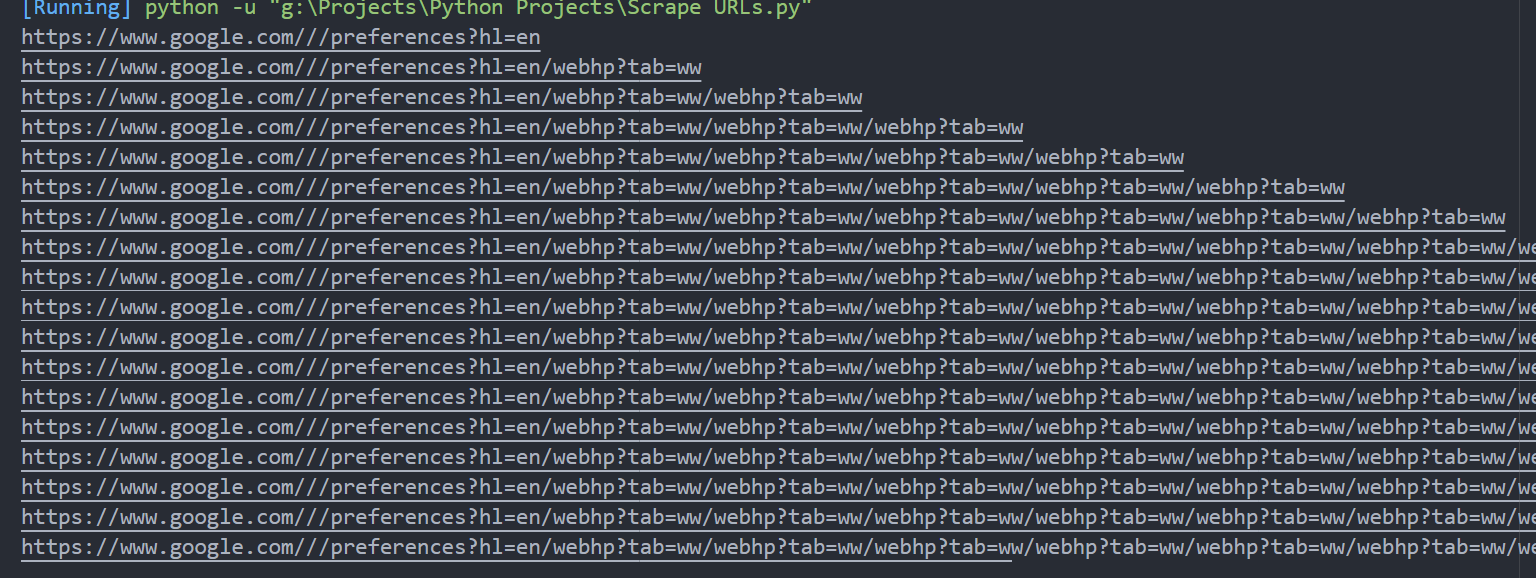 [Running] python -u "g:\Projects\Python Projects\Scrape URLs.py"
https://www.google.com///preferences?hl=en
https://www.google.com///preferences?hl=en/webhp?tab=ww
https://www.google.com///preferences?hl=en/webhp?tab=ww/webhp?tab=ww
https://www.google.com///preferences?hl=en/webhp?tab=ww/webhp?tab=ww/webhp?tab=ww
https://www.google.com///preferences?hl=en/webhp?tab=ww/webhp?tab=ww/webhp?tab=ww/webhp?tab=ww
https://www.google.com///preferences?hl=en/webhp?tab=ww/webhp?tab=ww/webhp?tab=ww/webhp?tab=ww/webhp?tab=ww
https://www.google.com///preferences?hl=en/webhp?tab=ww/webhp?tab=ww/webhp?tab=ww/webhp?tab=ww/webhp?tab=ww/webhp?tab=ww
https://www.google.com///preferences?hl=en/webhp?tab=ww/webhp?tab=ww/webhp?tab=ww/webhp?tab=ww/webhp?tab=ww/webhp?tab=ww/we
https://www.google.com///preferences?hl=en/webhp?tab=ww/webhp?tab=ww/webhp?tab=ww/webhp?tab=ww/webhp?tab=ww/webhp?tab=ww/we
https://www.google.com///preferences?hl=en/webhp?tab=ww/webhp?tab=ww/webhp?tab=ww/webhp?tab=ww/webhp?tab=ww/webhp?tab=ww/we
https://www.google.com///preferences?hl=en/webhp?tab=ww/webhp?tab=ww/webhp?tab=ww/webhp?tab=ww/webhp?tab=ww/webhp?tab=ww/we
https://www.google.com///preferences?hl=en/webhp?tab=ww/webhp?tab=ww/webhp?tab=ww/webhp?tab=ww/webhp?tab=ww/webhp?tab=ww/we
https://www.google.com///preferences?hl=en/webhp?tab=ww/webhp?tab=ww/webhp?tab=ww/webhp?tab=ww/webhp?tab=ww/webhp?tab=ww/we
https://www.google.com///preferences?hl=en/webhp?tab=ww/webhp?tab=ww/webhp?tab=ww/webhp?tab=ww/webhp?tab=ww/webhp?tab=ww/we
https://www.google.com///preferences?hl=en/webhp?tab=ww/webhp?tab=ww/webhp?tab=ww/webhp?tab=ww/webhp?tab=ww/webhp?tab=ww/we
https://www.google.com///preferences?hl=en/webhp?tab=ww/webhp?tab=ww/webhp?tab=ww/webhp?tab=ww/webhp?tab=ww/webhp?tab=ww/we
https://www.google.com///preferences?hl=en/webhp?tab=ww/webhp?tab=ww/webhp?tab=ww/webhp?tab=ww/webhp?tab=ww/webhp?tab=ww/we
https://www.google.com///preferences?hl=en/webhp?tab=ww/webhp?tab=ww/webhp?tab=ww/webhp?tab=ww/webhp?tab=ww/webhp?tab=ww/we